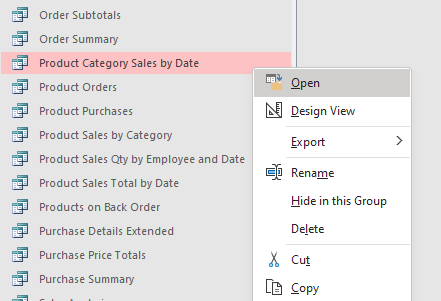 Order Subtotals
Order Summary
Product Category Sales by Date
Product Orders
Product Purchases
Product Sales by Category
Product Sales Qty by Employee and Date
Product Sales Total by Date
Products on Back Order
Purchase Details Extended
Purchase Price Totals
Purchase Summary
Open
Design View
Export
Rename
Hide in this Group
Delete
Cut
Copy